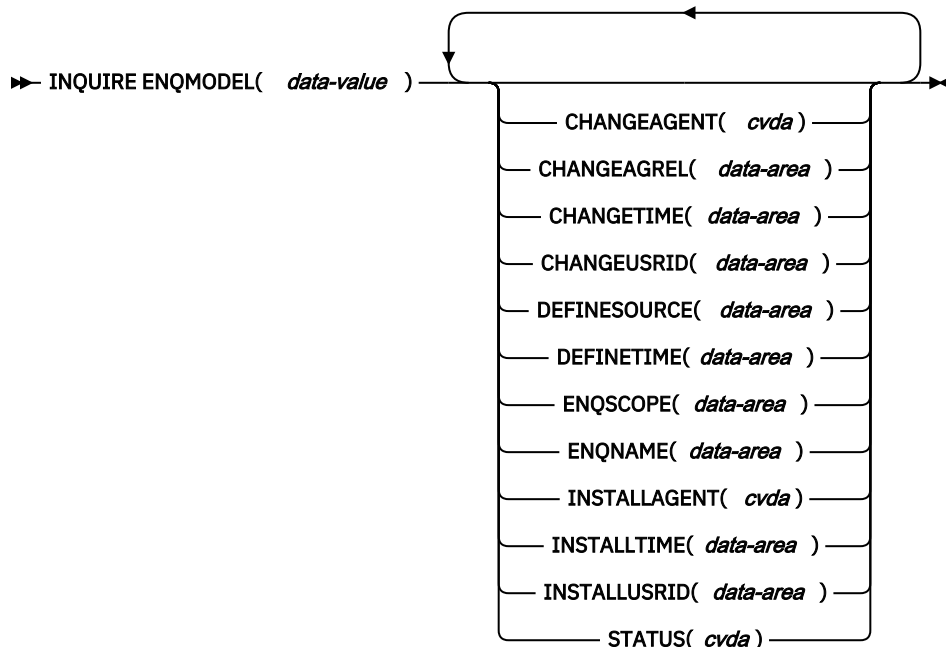 INQUIRE ENQMODEL( data-value )
CHANGEAGENT( cvda )
CHANGEAGREL( data-area )
CHANGETIME( data-area )
CHANGEUSRID( data-area )
DEFINESOURCE( data-area )
DEFINETIME( data-area )
ENQSCOPE( data-area )
ENQNAME( data-area )
INSTALLAGENT( cvda )
INSTALLTIME( data-area )
INSTALLUSRID( data-area )
STATUS( cvda )